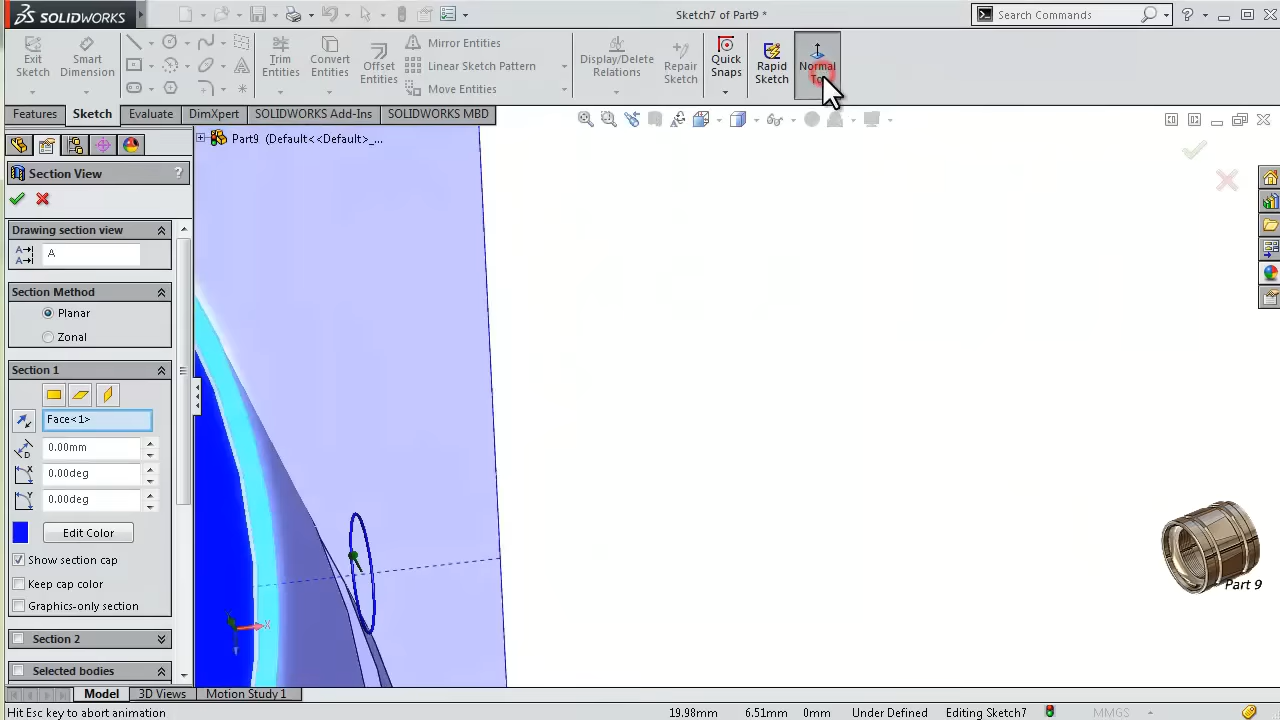 SOLIDWORKS
Sketch7 of Part9 *
Search Commands
Exit Sketch
Smart Dimension
Trim Entities
Convert Entities
Offset Entities
Mirror Entities
Linear Sketch Pattern
Move Entities
Display/Delete Relations
Repair Sketch
Quick Snaps
Rapid Sketch
Normal To
Features
Sketch
Evaluate
DimXpert
SOLIDWORKS Add-Ins
SOLIDWORKS MBD
Part9 (Default<<Default>_...
Section View
?
Drawing section view
A
Section Method
Planar
Zonal
Section 1
Face<1>
0.00mm
0.00deg
0.00deg
Edit Color
Show section cap
Keep cap color
Graphics-only section
Section 2
Selected bodies
X
Part 9
Model
3D Views
Motion Study 1
Hit Esc key to abort animation
19.98mm
6.51mm
0mm
Under Defined
Editing Sketch7
MMGS